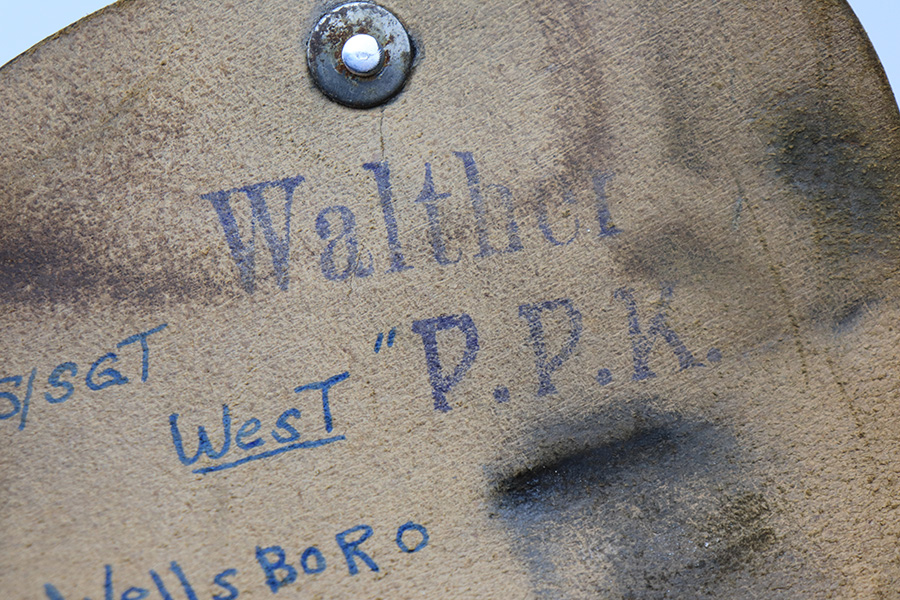 Walther
"P.P.K.
S/SGT
WesT
WellsBoRO